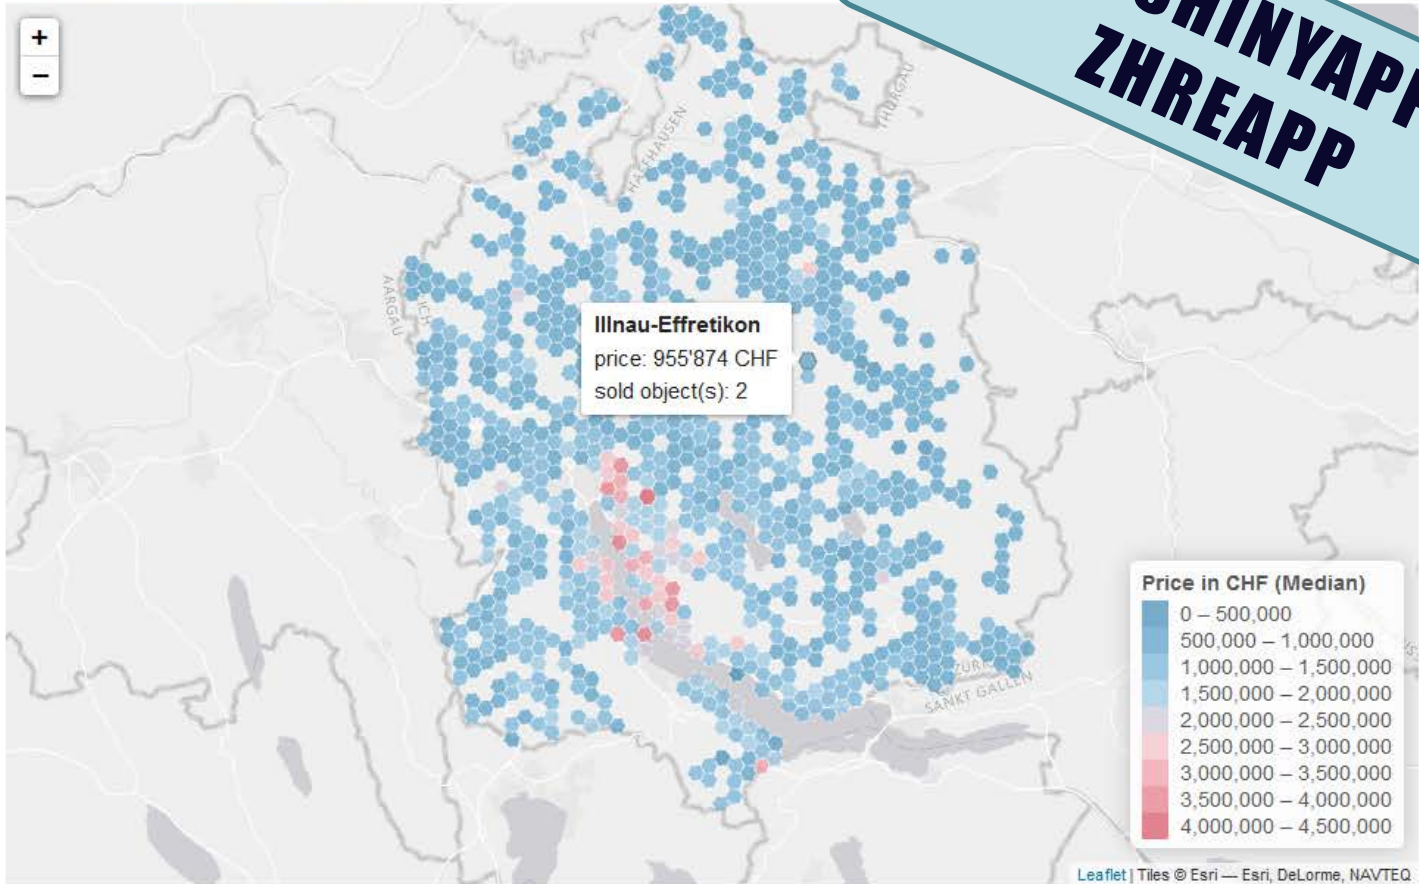 +
−
SHINYAPP
ZHREAPP
THURGAU
AARGAU
Illnau-Effretikon
price: 955'874 CHF
sold object(s): 2
SANKT GALLEN
Price in CHF (Median)
0 – 500,000
500,000 – 1,000,000
1,000,000 – 1,500,000
1,500,000 – 2,000,000
2,000,000 – 2,500,000
2,500,000 – 3,000,000
3,000,000 – 3,500,000
3,500,000 – 4,000,000
4,000,000 – 4,500,000
Leaflet | Tiles © Esri — Esri, DeLorme, NAVTEQ